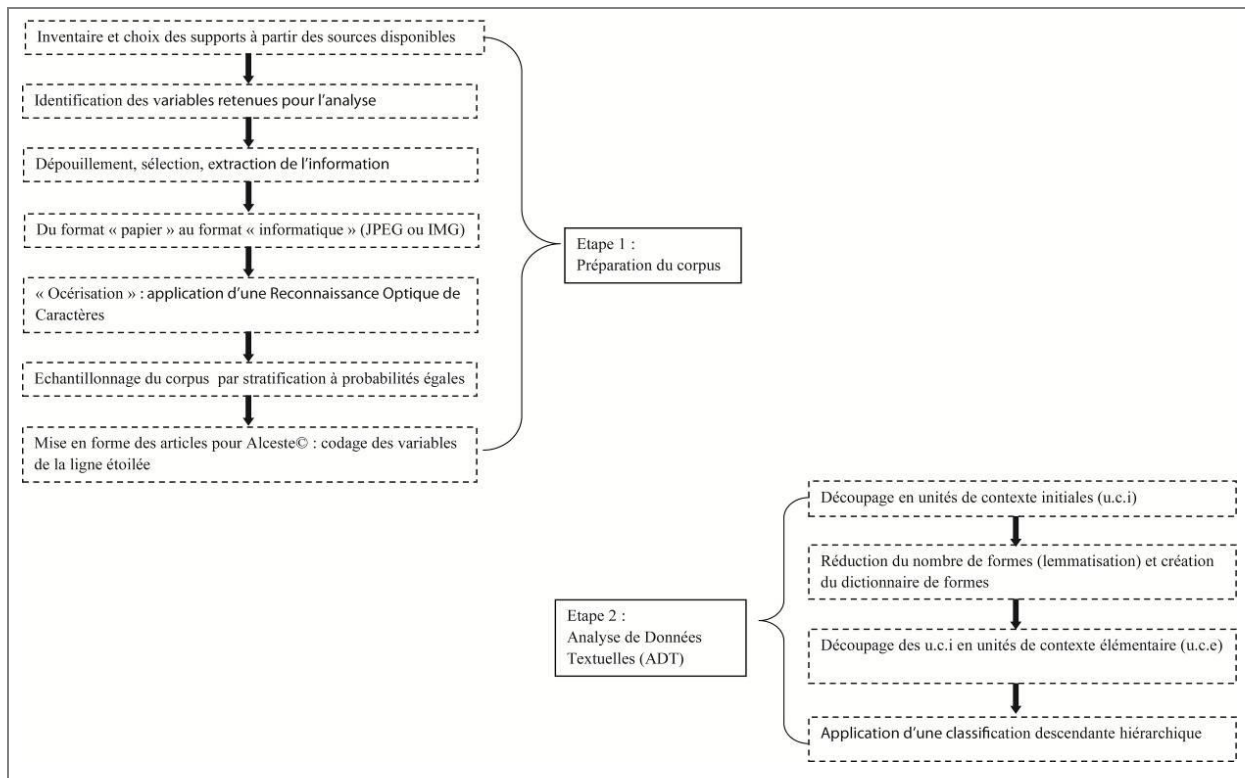 Inventaire et choix des supports à partir des sources disponibles
Identification des variables retenues pour l'analyse
Dépouillement, sélection, extraction de l'information
Du format « papier » au format « informatique » (JPEG ou IMG)
« Océrisation » : application d'une Reconnaissance Optique de
Caractères
Echantillonnage du corpus par stratification à probabilités égales
Mise en forme des articles pour Alceste© : codage des variables
de la ligne étoilée
Etape 1 :
Préparation du corpus
Etape 2 :
Analyse de Données
Textuelles (ADT)
Découpage en unités de contexte initiales (u.c.i)
Réduction du nombre de formes (lemmatisation) et création
du dictionnaire de formes
Découpage des u.c.i en unités de contexte élémentaire (u.c.e)
Application d'une classification descendante hiérarchique